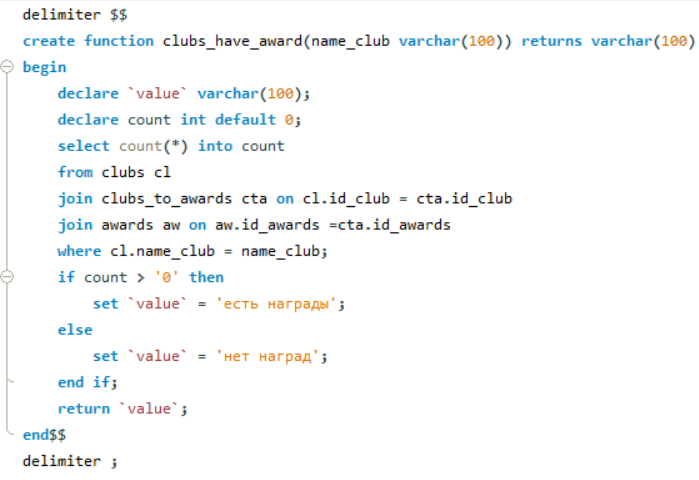 delimiter $$
create function clubs_have_award(name_club varchar(100)) returns varchar(100)
begin
declare `value` varchar(100);
declare count int default 0;
select count(*) into count
from clubs cl
join clubs_to_awards cta on cl.id_club = cta.id_club
join awards aw on aw.id_awards =cta.id_awards
where cl.name_club = name_club;
if count > '0' then
set `value` = 'есть награды';
else
set `value` = 'нет наград';
end if;
return `value`;
end$$
delimiter ;